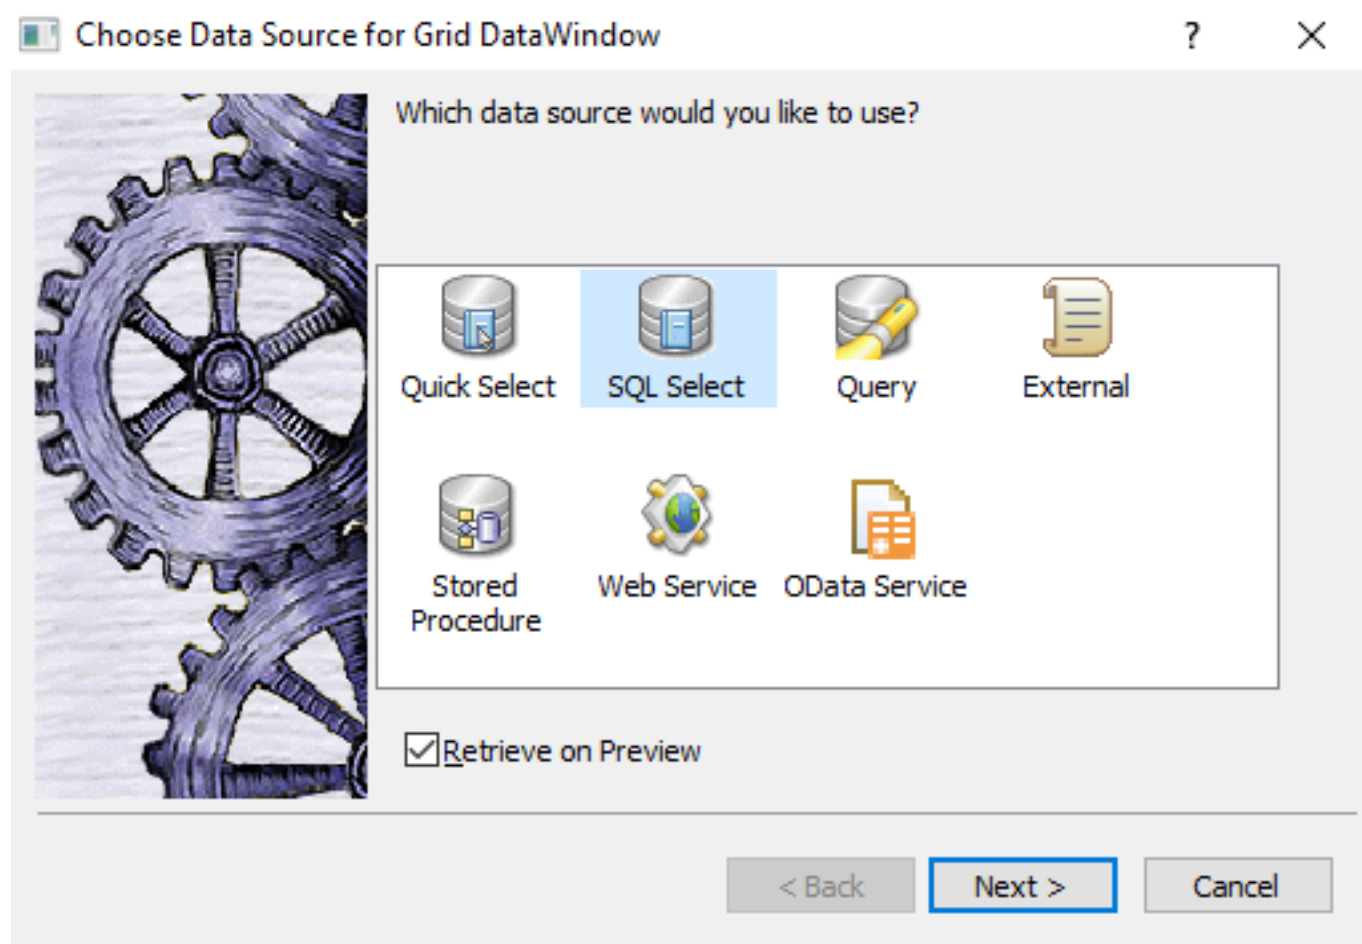 Choose Data Source for Grid DataWindow
?
Which data source would you like to use?
Quick Select
SQL Select
Query
External
Stored
Procedure
Web Service
OData Service
Retrieve on Preview
< Back
Next >
Cancel